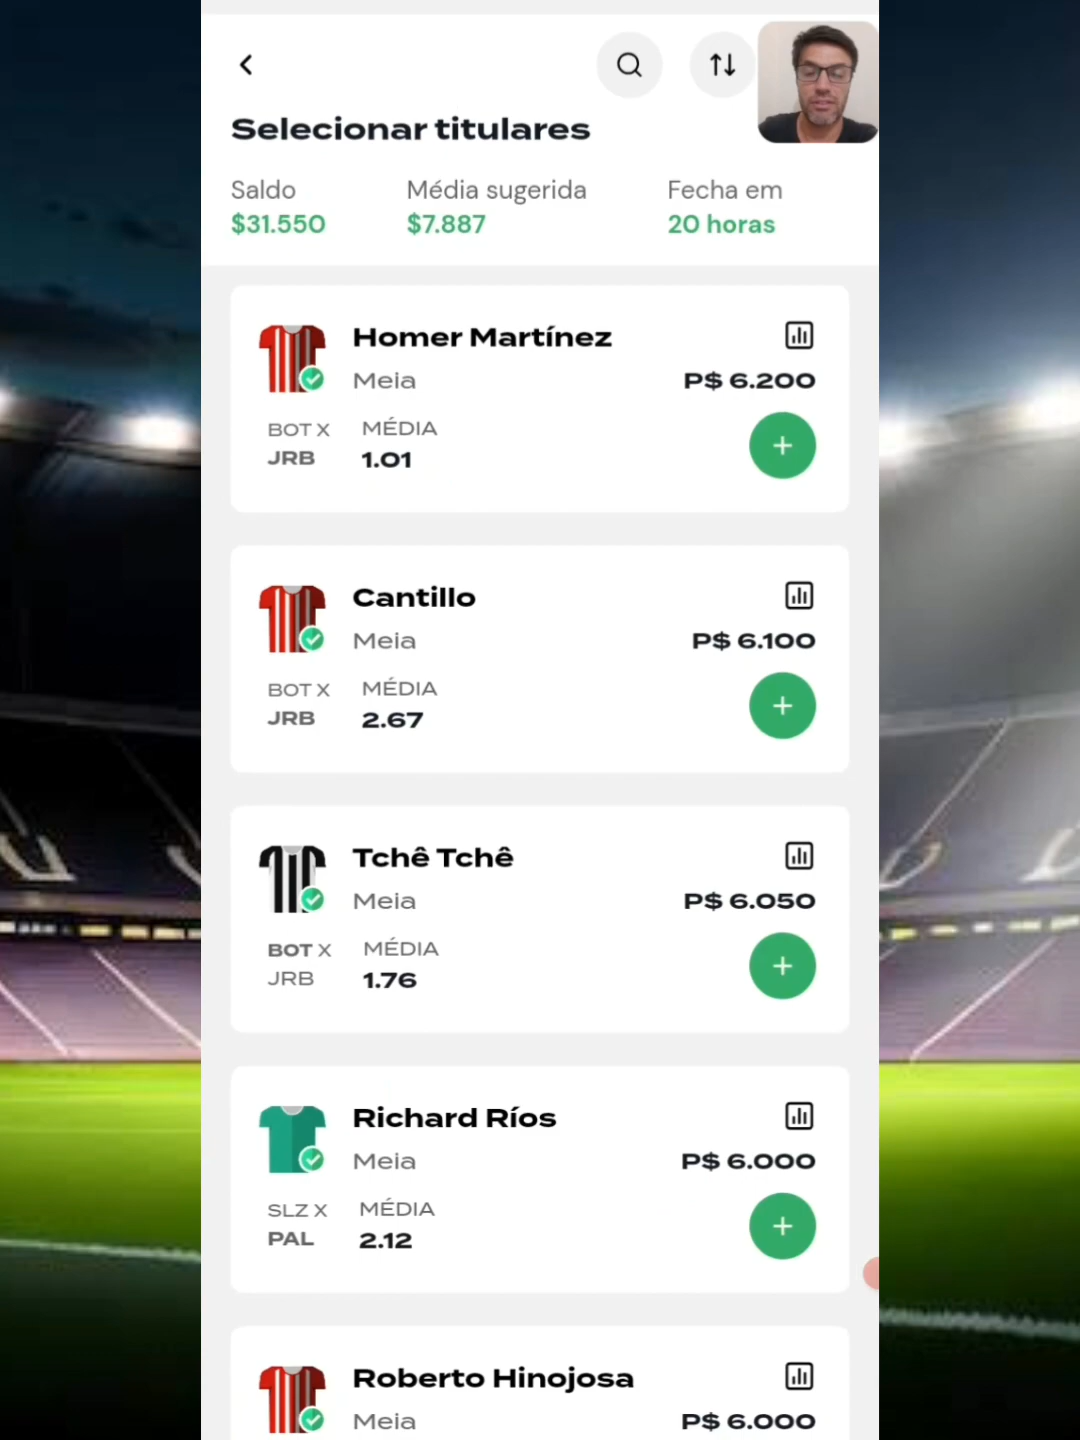 Selecionar titulares
Saldo
$31.550
Média sugerida
$7.887
Fecha em
20 horas
Homer Martínez
Meia
P$ 6.200
BOT X
JRB
MÉDIA
1.01
Cantillo
Meia
P$ 6.100
BOT X
JRB
MÉDIA
2.67
Tchê Tchê
Meia
P$ 6.050
BOT X
JRB
MÉDIA
1.76
Richard Ríos
Meia
P$ 6.000
SLZ X
PAL
MÉDIA
2.12
Roberto Hinojosa
Meia
P$ 6.000